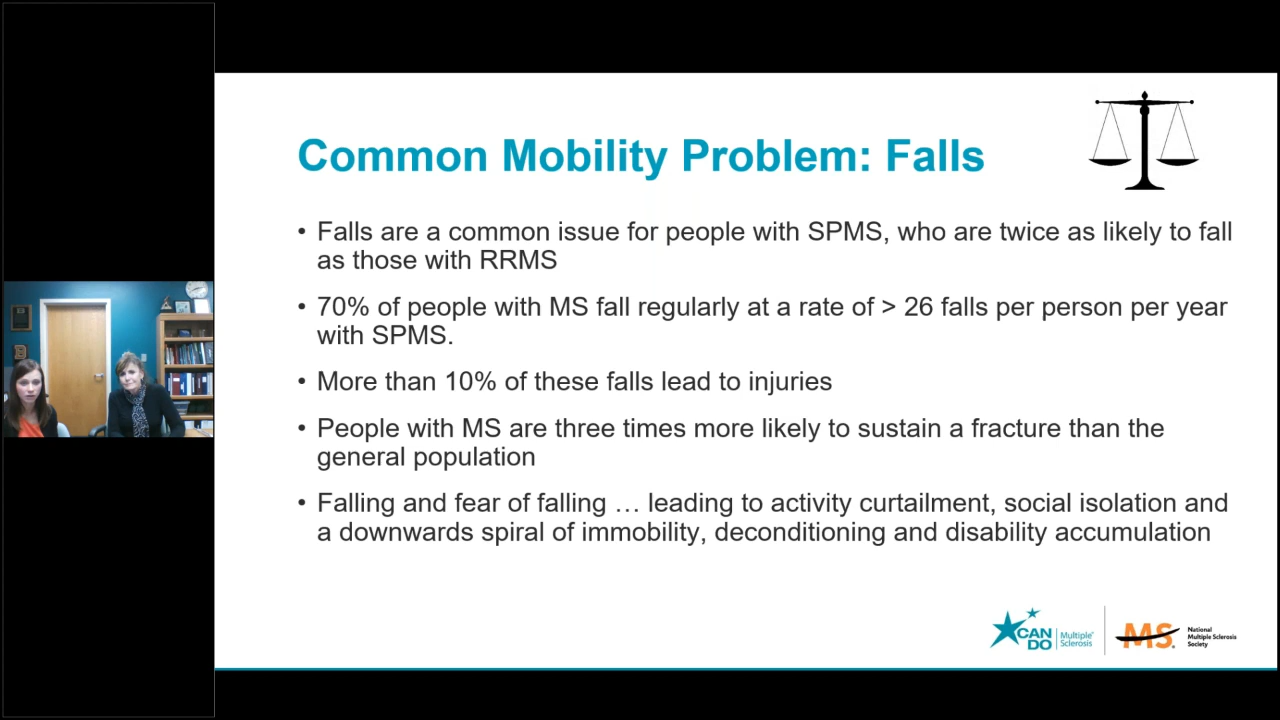 Common Mobility Problem: Falls
• Falls are a common issue for people with SPMS, who are twice as likely to fall
as those with RRMS
• 70% of people with MS fall regularly at a rate of > 26 falls per person per year
with SPMS.
• More than 10% of these falls lead to injuries
• People with MS are three times more likely to sustain a fracture than the
general population
• Falling and fear of falling … leading to activity curtailment, social isolation and
a downwards spiral of immobility, deconditioning and disability accumulation
CAN
DO
Multiple®
Sclerosis
MS
National
Multiple Sclerosis
Society